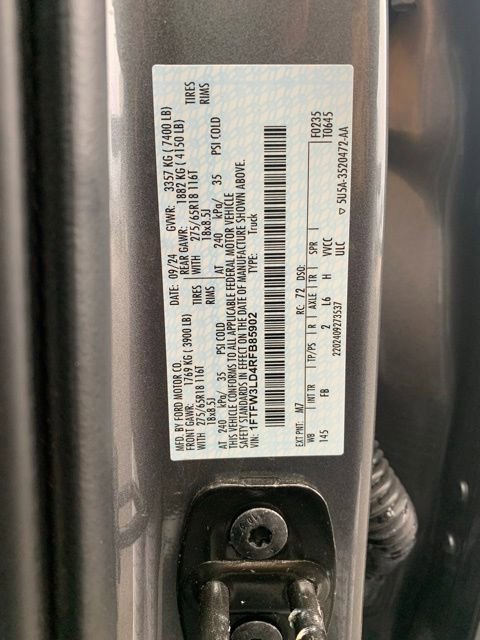 MFD. BY FORD MOTOR CO.
DATE: 09/24 GVWR: 3357 KG ( 7400 LB)
FRONT GAWR: 1769 KG ( 3900 LB)
REAR GAWR: 1882 KG ( 4150 LB)
WITH 275/65R18 116T TIRES
WITH 275/65R18 116T TIRES
18x8.5J RIMS
18x8.5J RIMS
AT 240 kPa/ 35 PSI COLD
AT 240 kPa/ 35 PSI COLD
THIS VEHICLE CONFORMS TO ALL APPLICABLE FEDERAL MOTOR VEHICLE
SAFETY STANDARDS IN EFFECT ON THE DATE OF MANUFACTURE SHOWN ABOVE.
VIN: 1FTFW3LD4RFB85902 TYPE: Truck
F0235
T0645
EXT PNT: M7 RC: 72 DSO:
WB INT TR TP/PS R AXLE TR SPR
145 FB 2 L6 H VVCC
ULC
2202409273537
5U5A-3520472-AA